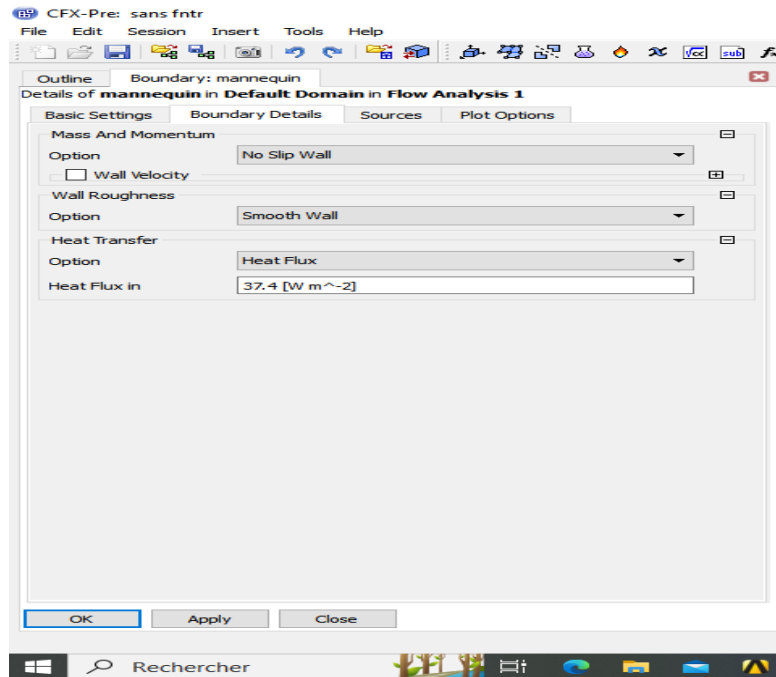 CFX-Pre: sans fntr
File Edit Session Insert Tools Help
Outline Boundary: mannequin
Details of mannequin in Default Domain in Flow Analysis 1
Basic Settings Boundary Details Sources Plot Options
Mass And Momentum
Option No Slip Wall
Wall Velocity
Wall Roughness
Option Smooth Wall
Heat Transfer
Option Heat Flux
Heat Flux in 37.4 [W m^-2]
OK Apply Close
Rechercher